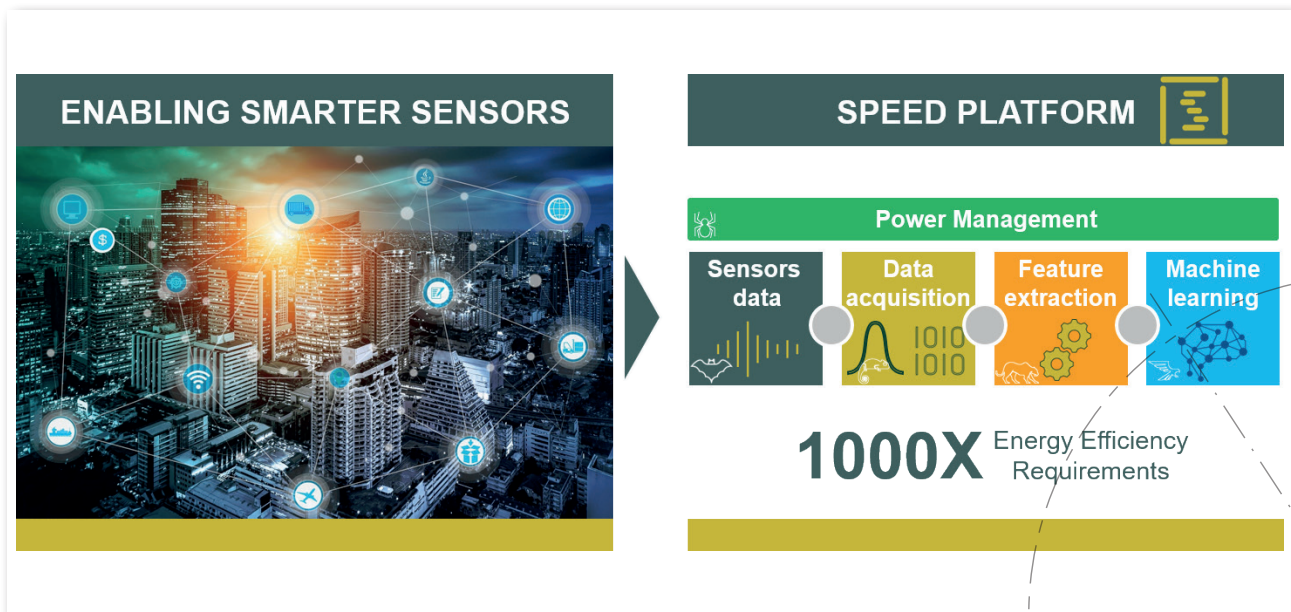 ENABLING SMARTER SENSORS
SPEED PLATFORM
Power Management
Sensors
data
Data
acquisition
1010
1010
Feature
extraction
Machine
learning
1000X
Energy Efficiency
Requirements
$